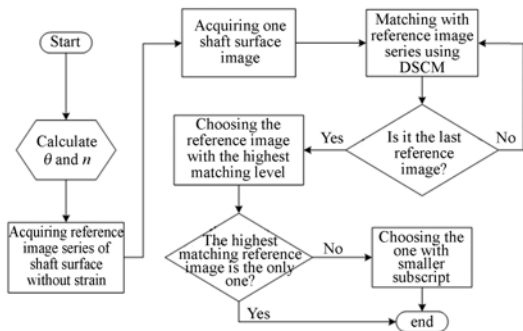 Start
Calculate
θ and n
Acquiring reference
image series of
shaft surface
without strain
Acquiring one
shaft surface
image
Matching with
reference image
series using
DSCM
Is it the last
reference
image?
No
Yes
Choosing the
reference image
with the highest
matching level
The highest
matching reference
image is the only
one?
No
Choosing the
one with
smaller
subscript
Yes
end